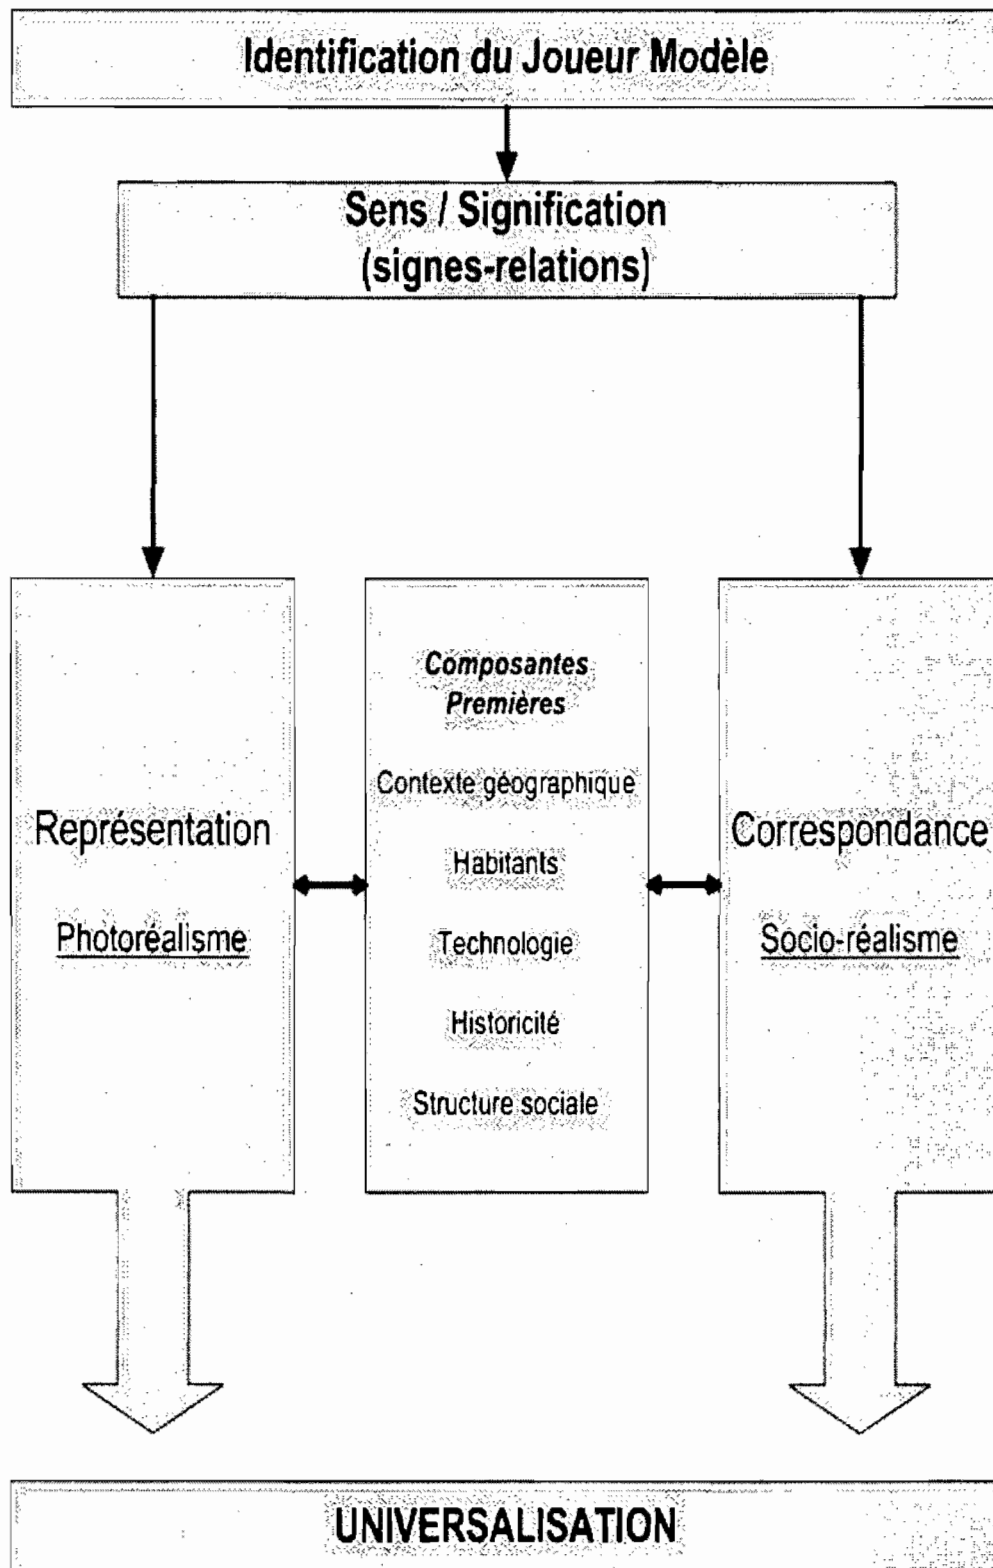 Identification du Joueur Modèle
Sens / Signification
(signes-relations)
Représentation
Photoréalisme
Composantes
Premières
Contexte géographique
Habitants
Technologie
Historicité
Structure sociale
Correspondance
Socio-réalisme
UNIVERSALISATION